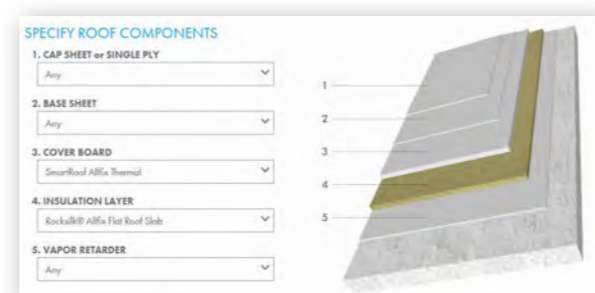 SPECIFY ROOF COMPONENTS
1. CAP SHEET or SINGLE PLY
Any
2. BASE SHEET
Any
3. COVER BOARD
SmartRoof Allfix Thermal
4. INSULATION LAYER
Rocksilk® Allfix Flat Roof Slab
5. VAPOR RETARDER
Any
1
2
3
4
5